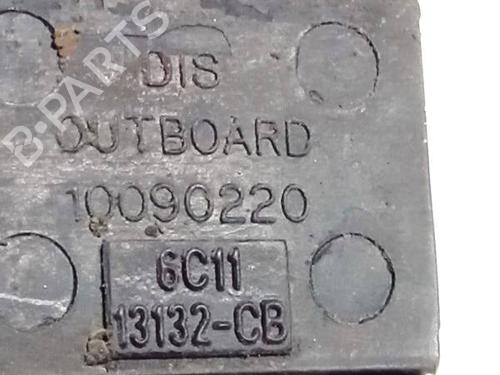 DIS
OUTBOARD
10090220
6C11
13132-CB
B-PARTS